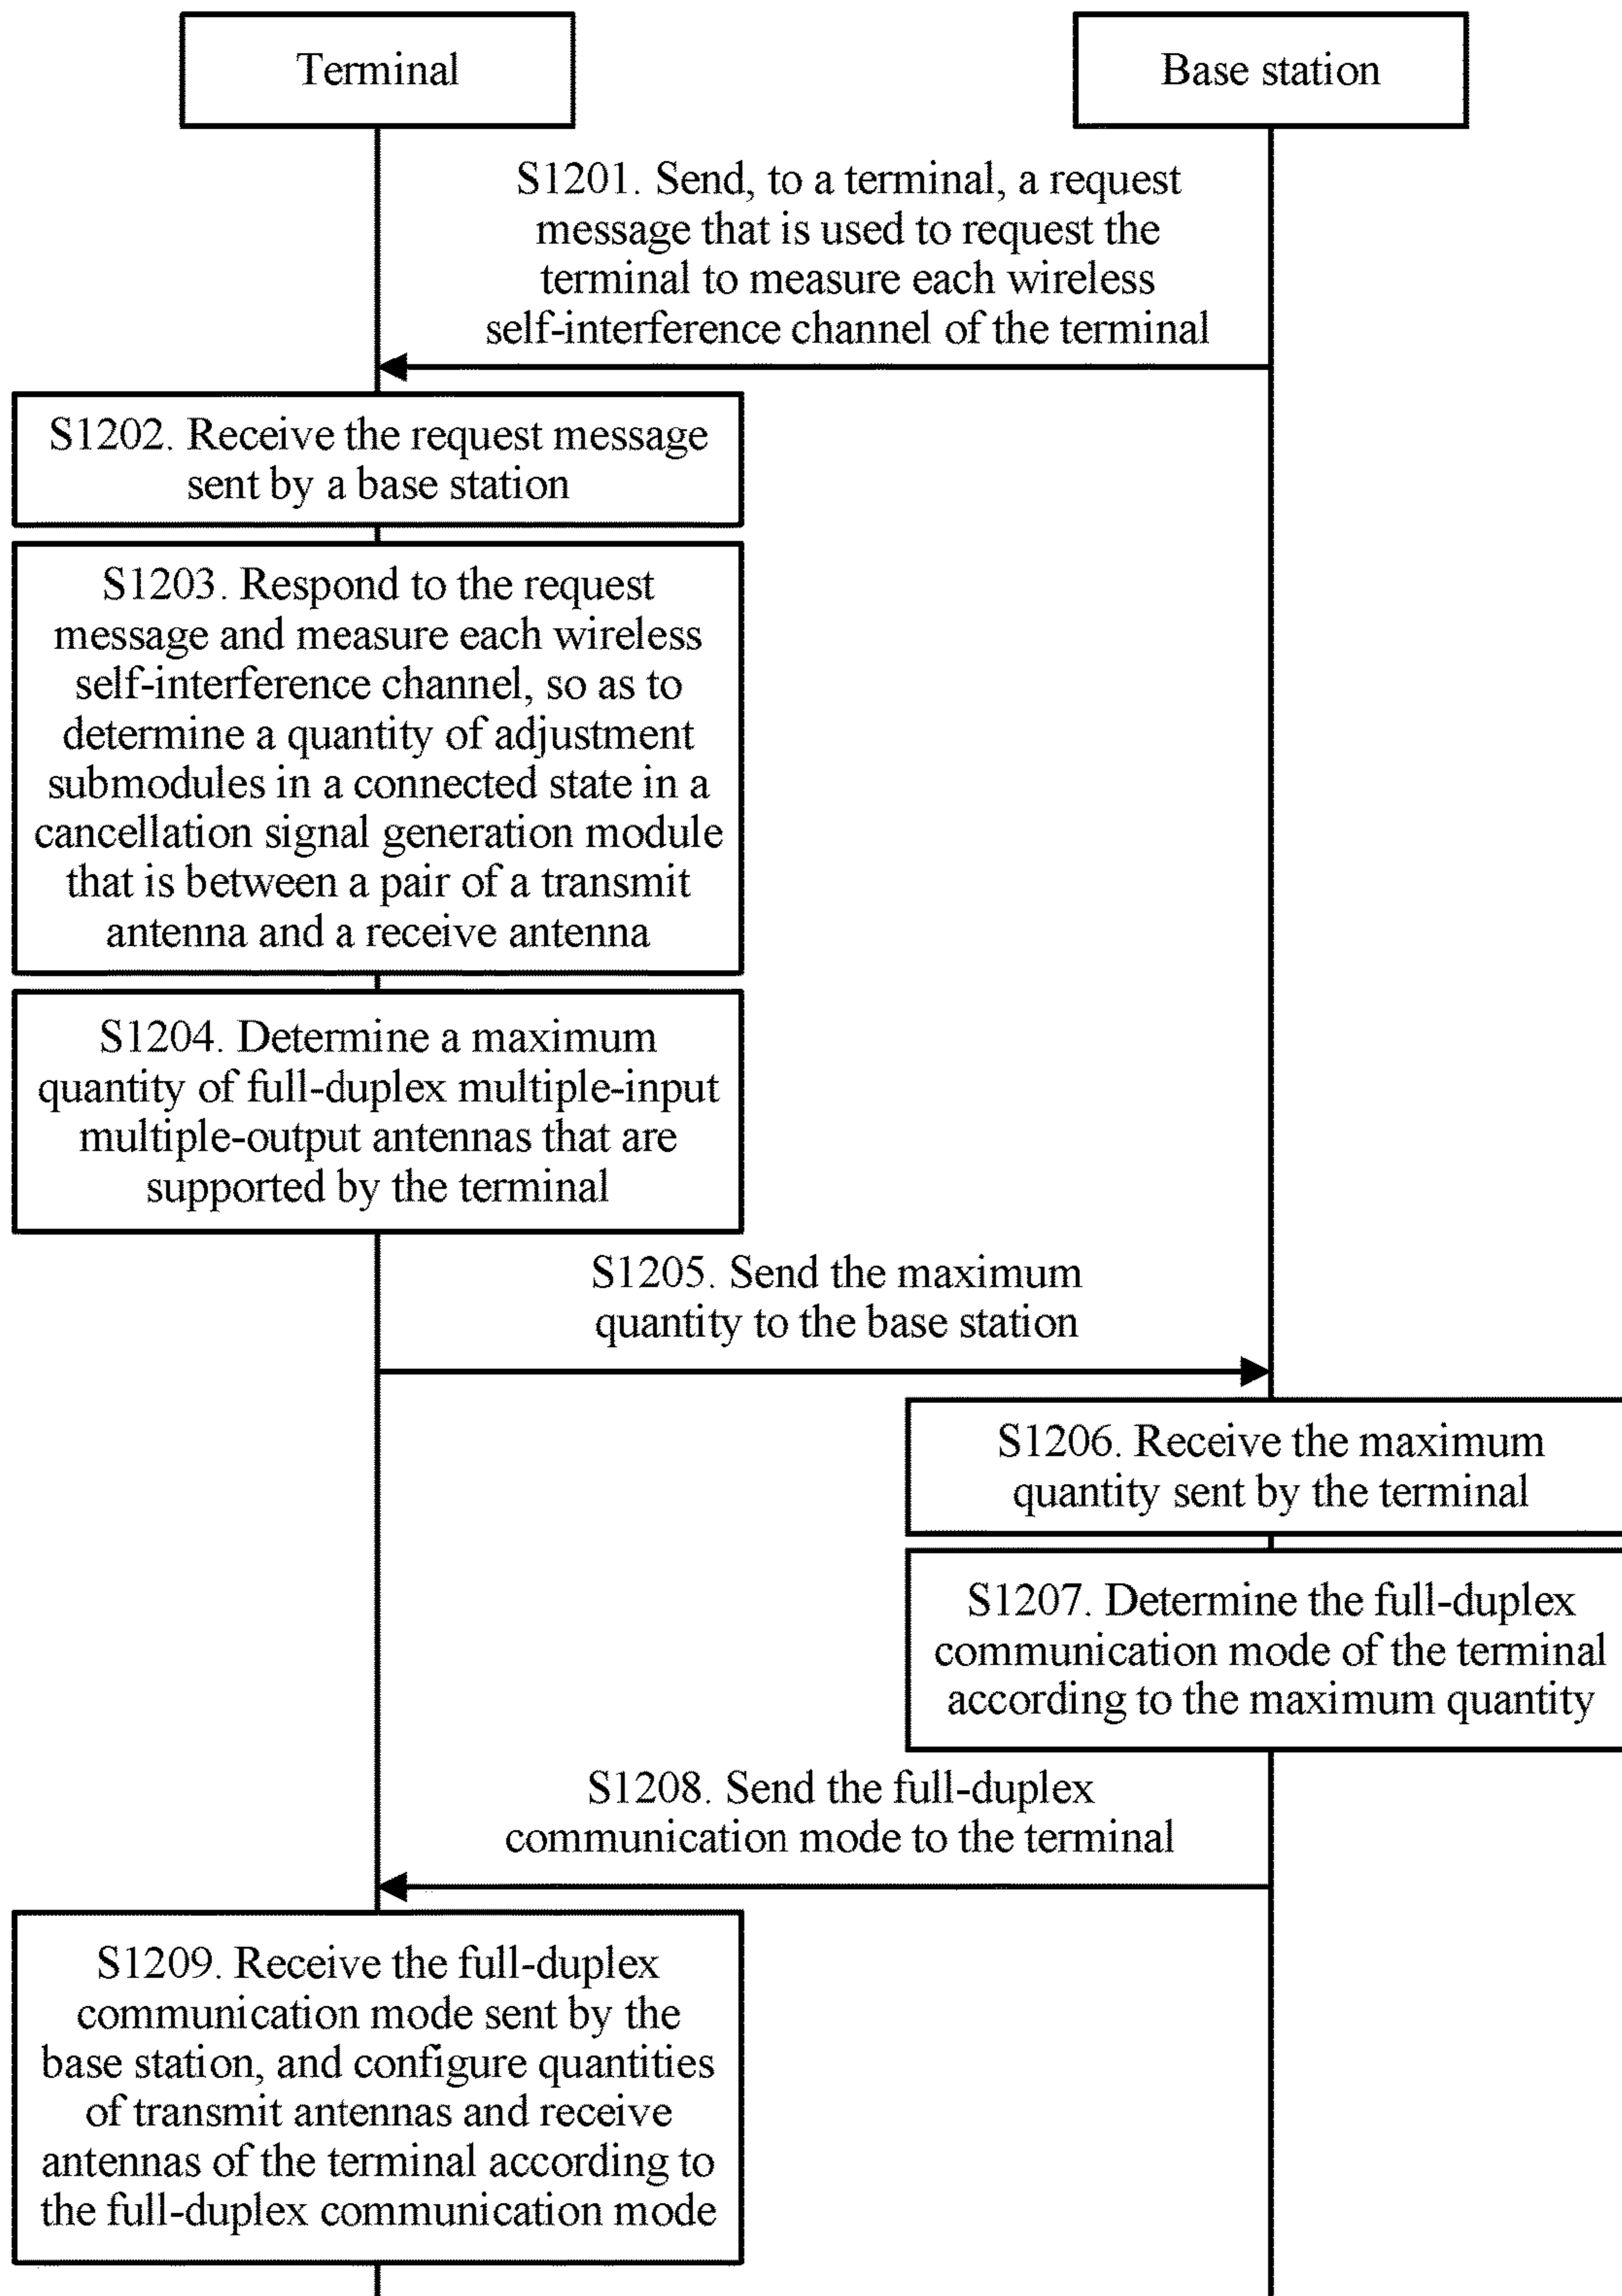 Terminal
Base station
S1201. Send, to a terminal, a request
message that is used to request the
terminal to measure each wireless
self-interference channel of the terminal
S1202. Receive the request message
sent by a base station
S1203. Respond to the request
message and measure each wireless
self-interference channel, so as to
determine a quantity of adjustment
submodules in a connected state in a
cancellation signal generation module
that is between a pair of a transmit
antenna and a receive antenna
S1204. Determine a maximum
quantity of full-duplex multiple-input
multiple-output antennas that are
supported by the terminal
S1205. Send the maximum
quantity to the base station
S1206. Receive the maximum
quantity sent by the terminal
S1207. Determine the full-duplex
communication mode of the terminal
according to the maximum quantity
S1208. Send the full-duplex
communication mode to the terminal
S1209. Receive the full-duplex
communication mode sent by the
base station, and configure quantities
of transmit antennas and receive
antennas of the terminal according to
the full-duplex communication mode